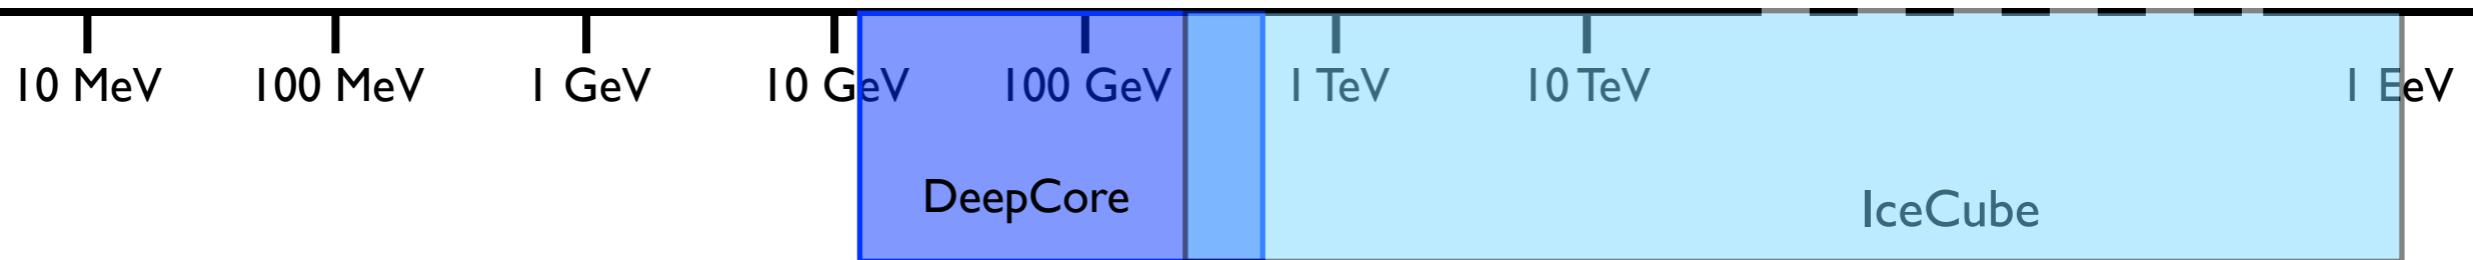 10 MeV 100 MeV 1 GeV 10 GeV 100 GeV 1 TeV 10 TeV 1 EeV
DeepCore IceCube